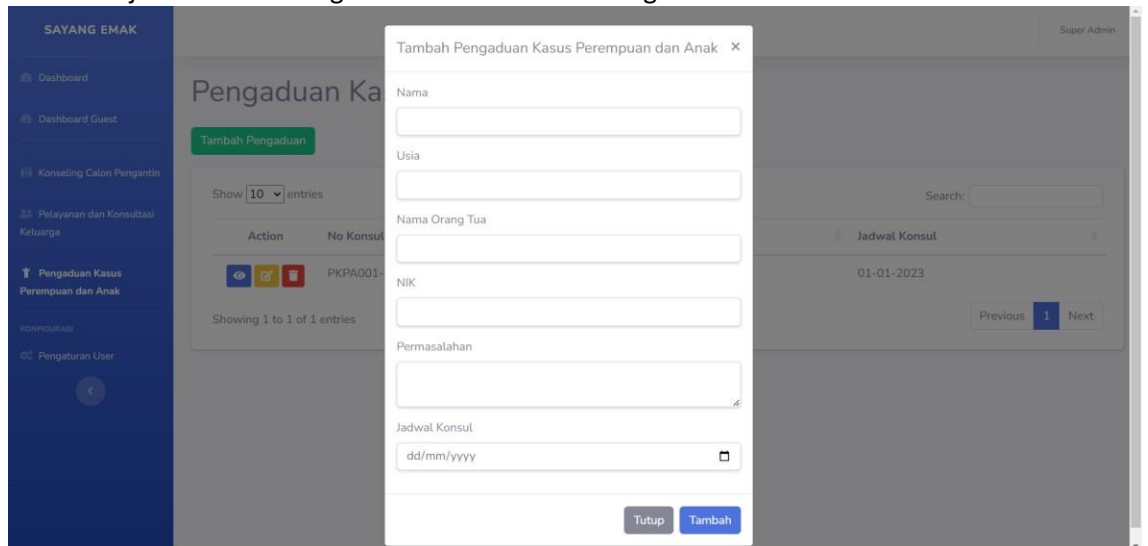 SAYANG EMAK
Super Admin
Dashboard
Dashboard Guest
Konseling Calon Pengantin
Pelayanan dan Konsultasi
Keluarga
Pengaduan Kasus
Perempuan dan Anak
KONFIGURASI
Pengaturan User
Pengaduan Ka
Tambah Pengaduan
Show 10 entries
Search:
Action No Konsul Jadwal Konsul
PKPA001- 01-01-2023
Showing 1 to 1 of 1 entries
Previous 1 Next
Tambah Pengaduan Kasus Perempuan dan Anak ×
Nama
Usia
Nama Orang Tua
NIK
Permasalahan
Jadwal Konsul
dd/mm/yyyy
Tutup Tambah